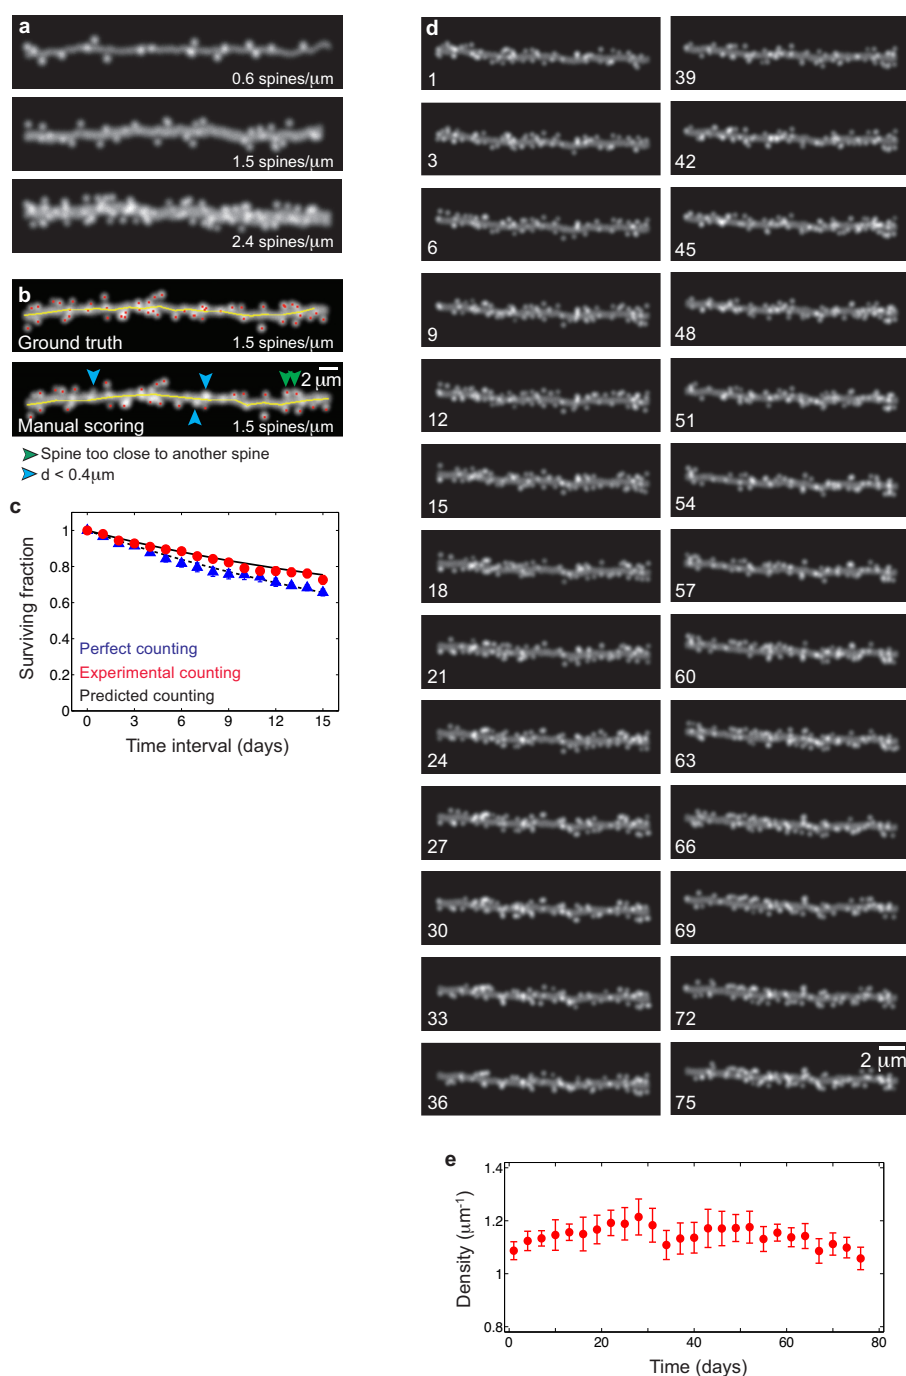 a
0.6 spines/μm
1.5 spines/μm
2.4 spines/μm
b
Ground truth
1.5 spines/μm
2 μm
Manual scoring
1.5 spines/μm
Spine too close to another spine
d < 0.4μm
c
Surviving fraction
1
0.8
0.6
0.4
0.2
0
Perfect counting
Experimental counting
Predicted counting
0 3 6 9 12 15
Time interval (days)
d
1
3
6
9
12
15
18
21
24
27
30
33
36
39
42
45
48
51
54
57
60
63
66
69
72
2 μm
75
e
Density (μm⁻¹)
1.4
1.2
1
0.8
0 20 40 60 80
Time (days)